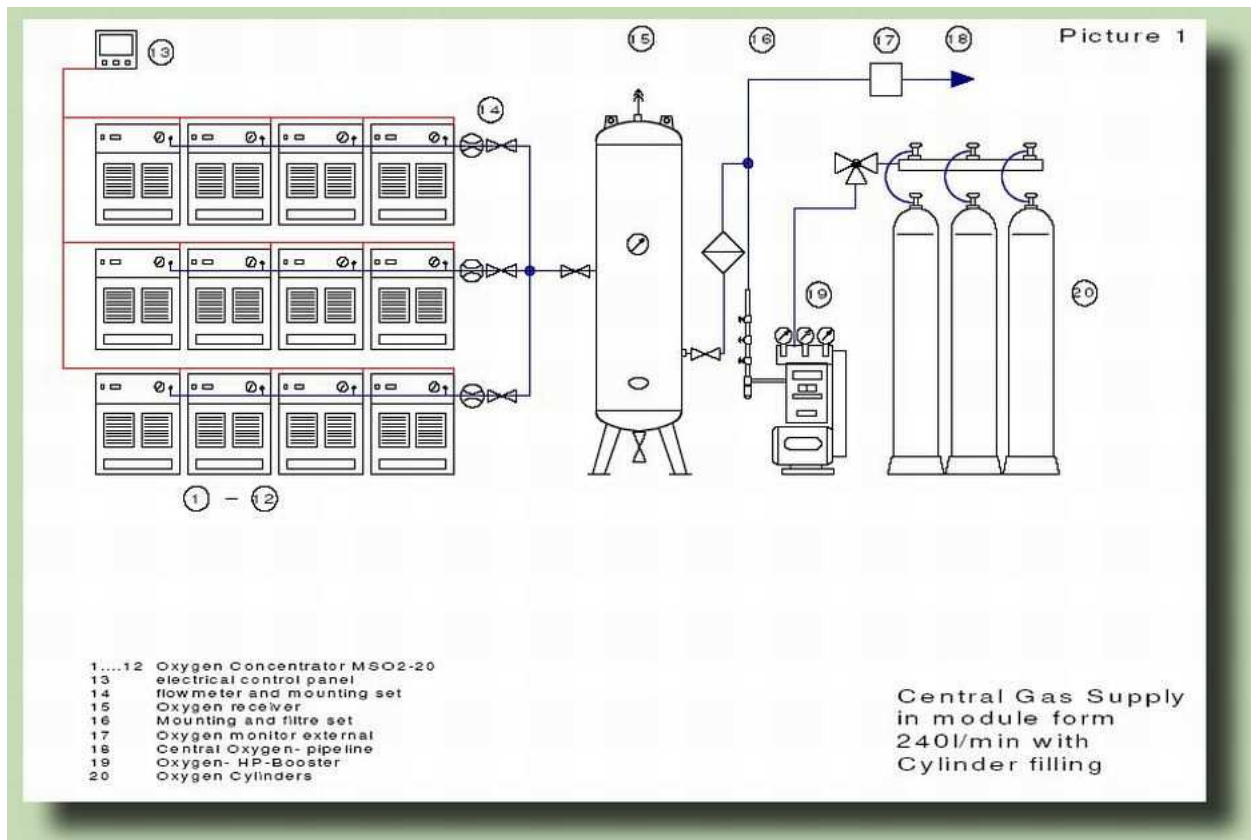 Picture 1
13
14
15
16
17
18
19
20
1 – 12
1....12 Oxygen Concentrator MSO2-20
13 electrical control panel
14 flowmeter and mounting set
15 Oxygen receiver
16 Mounting and filtre set
17 Oxygen monitor external
18 Central Oxygen- pipeline
19 Oxygen- HP-Booster
20 Oxygen Cylinders
Central Gas Supply
in module form
240l/min with
Cylinder filling